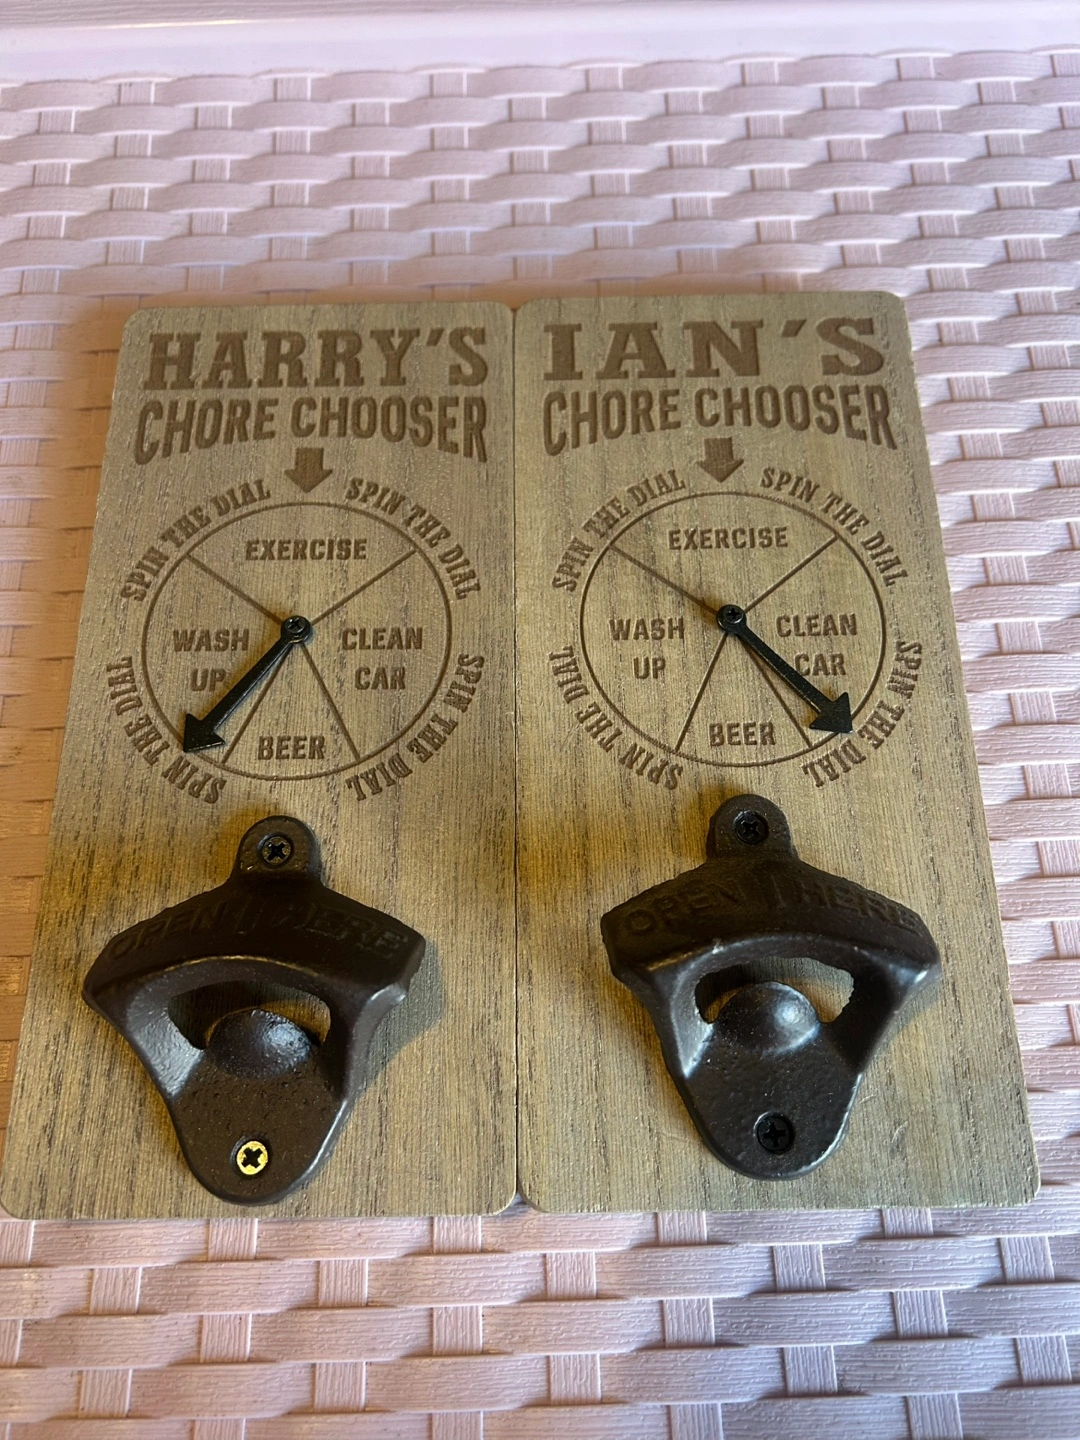 HARRY'S
CHORE CHOOSER
SPIN THE DIAL
SPIN THE DIAL
SPIN THE DIAL
SPIN THE DIAL
EXERCISE
WASH
UP
CLEAN
CAR
BEER
OPEN HERE
IAN'S
CHORE CHOOSER
SPIN THE DIAL
SPIN THE DIAL
SPIN THE DIAL
SPIN THE DIAL
EXERCISE
WASH
UP
CLEAN
CAR
BEER
OPEN HERE